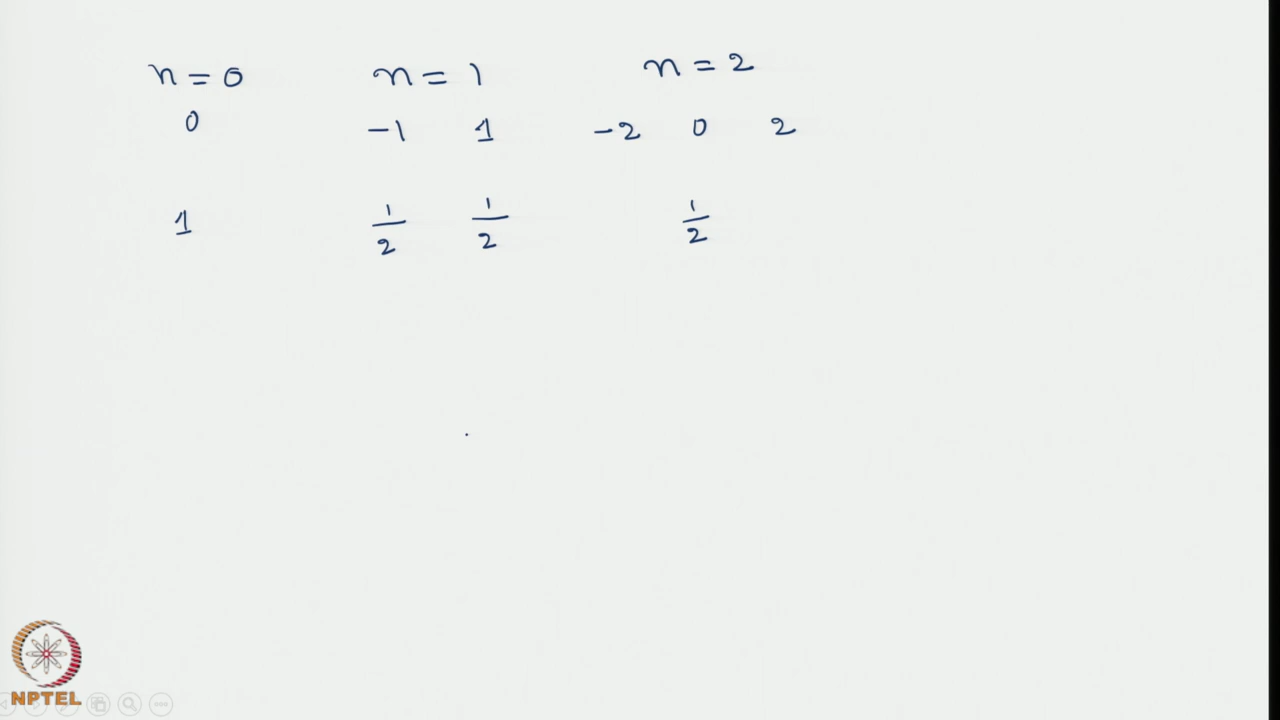 n = 0 n = 1 n = 2
0 -1 1 -2 0 2
1 1/2 1/2 1/2
NPTEL